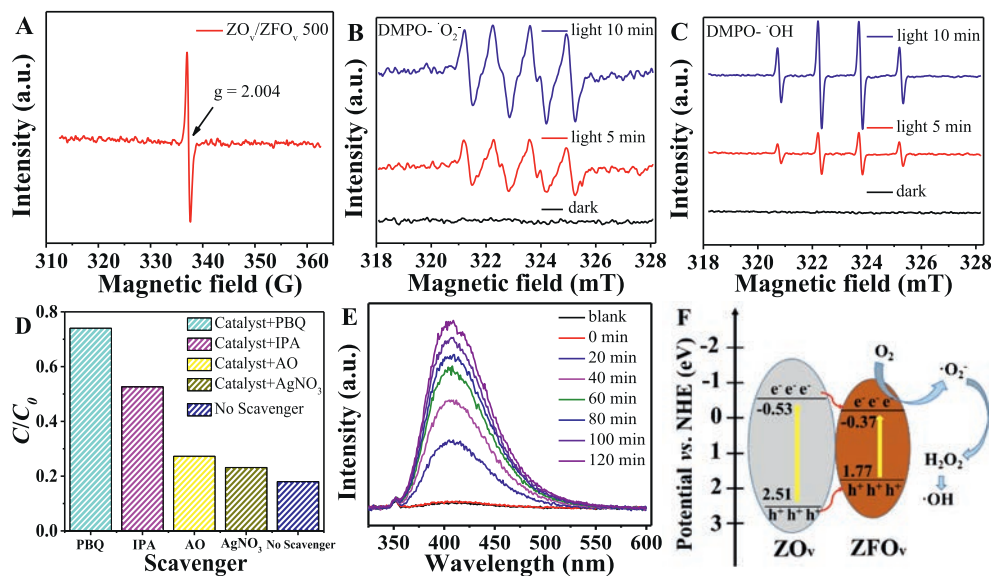 A
ZOᵥ/ZFOᵥ 500
g = 2.004
Intensity (a.u.)
310 320 330 340 350 360
Magnetic field (G)
B
DMPO- ·O₂⁻
light 10 min
light 5 min
dark
Intensity (a.u.)
318 320 322 324 326 328
Magnetic field (mT)
C
DMPO- ·OH
light 10 min
light 5 min
dark
Intensity (a.u.)
318 320 322 324 326 328
Magnetic field (mT)
D
Catalyst+PBQ
Catalyst+IPA
Catalyst+AO
Catalyst+AgNO₃
No Scavenger
C/C₀
0.8
0.6
0.4
0.2
0.0
PBQ IPA AO AgNO₃ No Scavenger
Scavenger
E
blank
0 min
20 min
40 min
60 min
80 min
100 min
120 min
Intensity (a.u.)
350 400 450 500 550 600
Wavelength (nm)
F
Potential vs. NHE (eV)
-2
-1
0
1
2
3
O₂
·O₂⁻
e⁻ e⁻ e⁻
-0.53
e⁻ e⁻ e⁻
-0.37
H₂O₂
·OH
1.77
h⁺ h⁺ h⁺
2.51
h⁺ h⁺ h⁺
ZOᵥ
ZFOᵥ